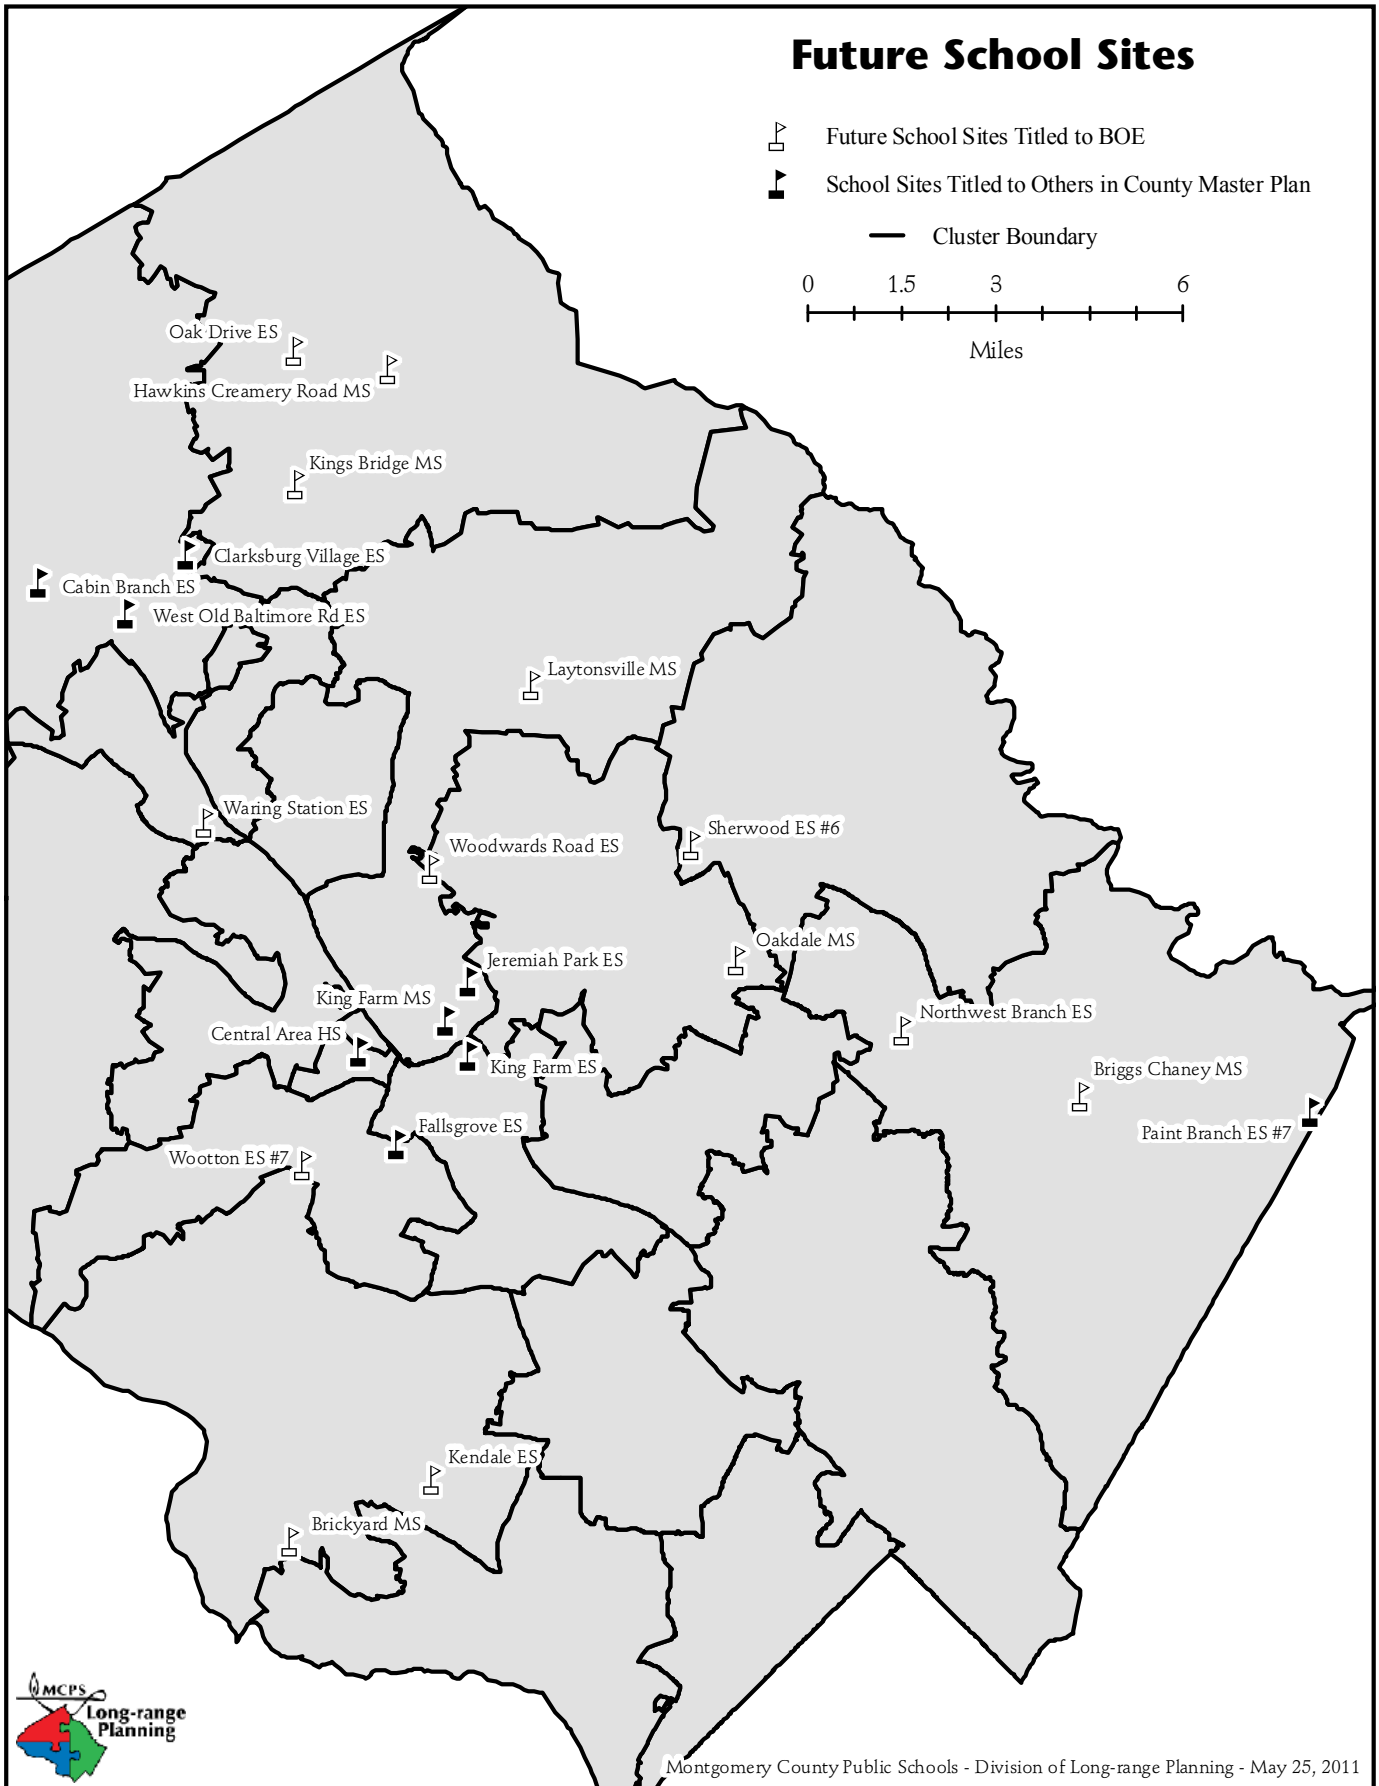 Future School Sites
Future School Sites Titled to BOE
School Sites Titled to Others in County Master Plan
Cluster Boundary
0 1.5 3 6
Miles
Oak Drive ES
Hawkins Creamery Road MS
Kings Bridge MS
Clarksburg Village ES
Cabin Branch ES
West Old Baltimore Rd ES
Laytonsville MS
Waring Station ES
Sherwood ES #6
Woodwards Road ES
Oakdale MS
Jeremiah Park ES
King Farm MS
Northwest Branch ES
Central Area HS
King Farm ES
Briggs Chaney MS
Fallsgrove ES
Paint Branch ES #7
Wootton ES #7
Kendale ES
Brickyard MS
MCPS
Long-range
Planning
Montgomery County Public Schools - Division of Long-range Planning - May 25, 2011